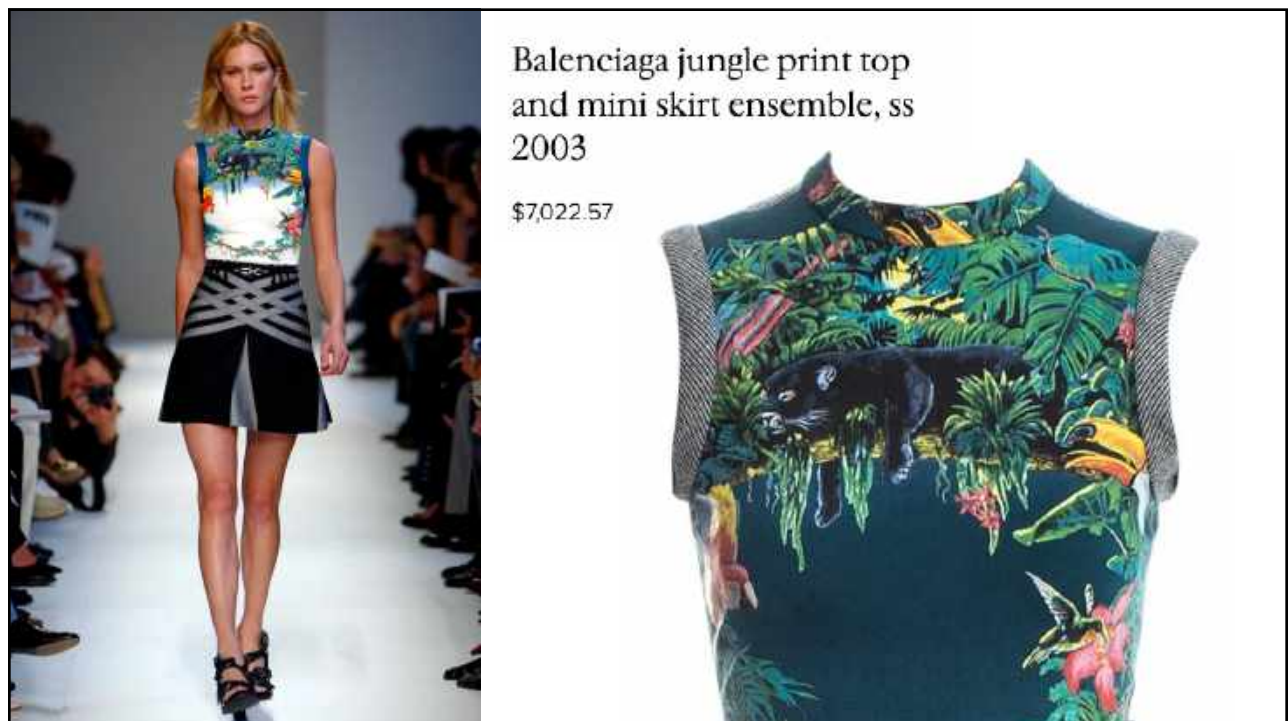 Balenciaga jungle print top
and mini skirt ensemble, ss
2003
$7,022.57